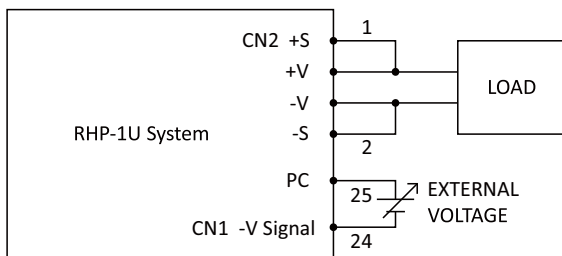 CN2 +S
1
+V
-V
LOAD
RHP-1U System
-S
2
PC
25
EXTERNAL
VOLTAGE
CN1 -V Signal
24